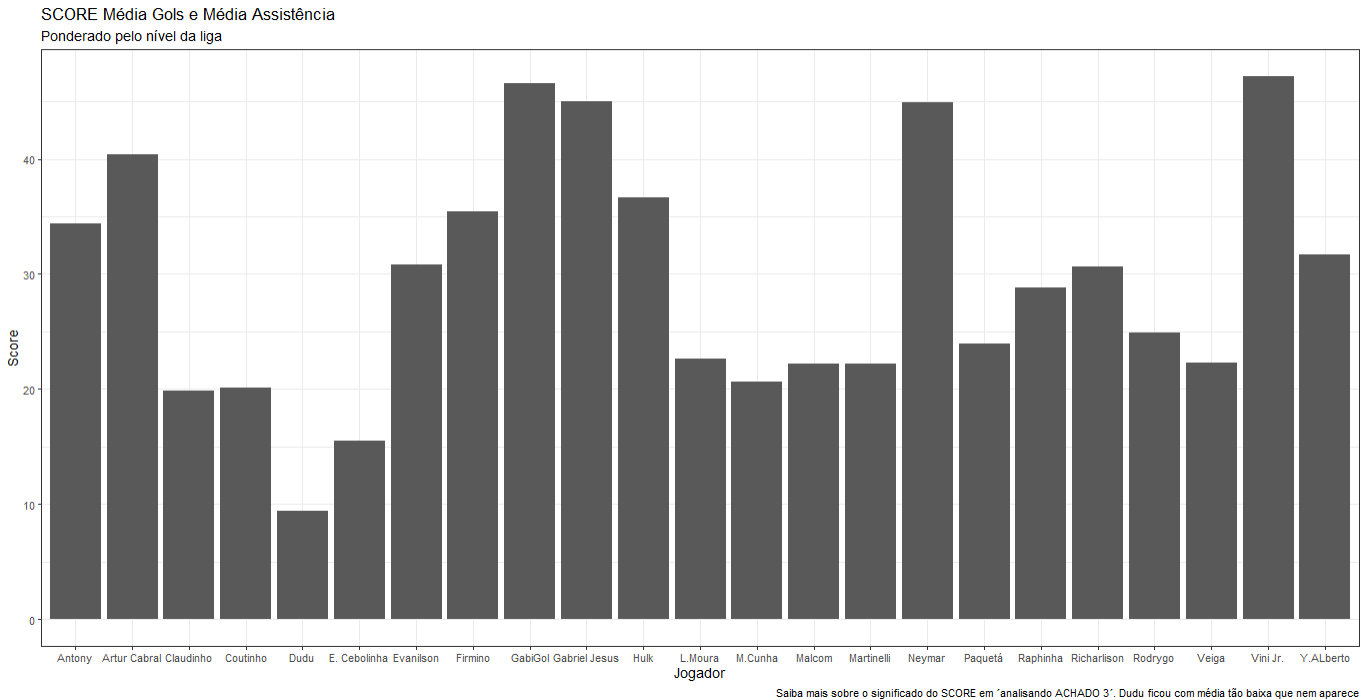 SCORE Média Gols e Média Assistência
Ponderado pelo nível da liga
Score
40
30
20
10
0
Antony Artur Cabral Claudinho Coutinho Dudu E. Cebolinha Evanilson Firmino GabiGol Gabriel Jesus Hulk L.Moura M.Cunha Malcom Martinelli Neymar Paquetá Raphinha Richarlison Rodrygo Veiga Vini Jr. Y.ALberto
Jogador
Saiba mais sobre o significado do SCORE em ´analisando ACHADO 3´. Dudu ficou com média tão baixa que nem aparece